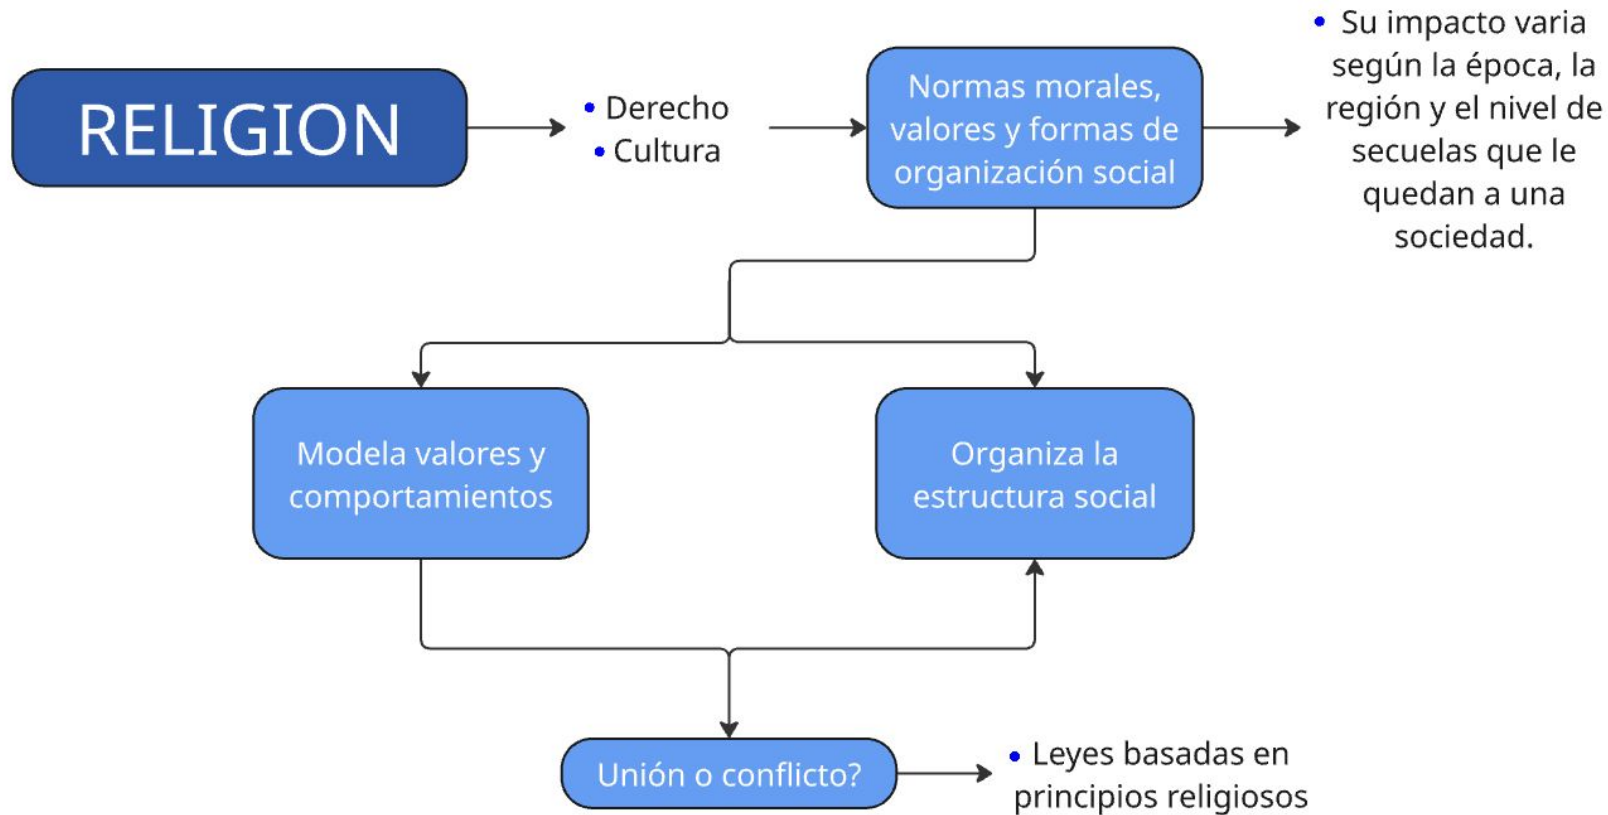 RELIGION
• Derecho
• Cultura
Normas morales,
valores y formas de
organización social
• Su impacto varia
según la época, la
región y el nivel de
secuelas que le
quedan a una
sociedad.
Modela valores y
comportamientos
Organiza la
estructura social
Unión o conflicto?
• Leyes basadas en
principios religiosos